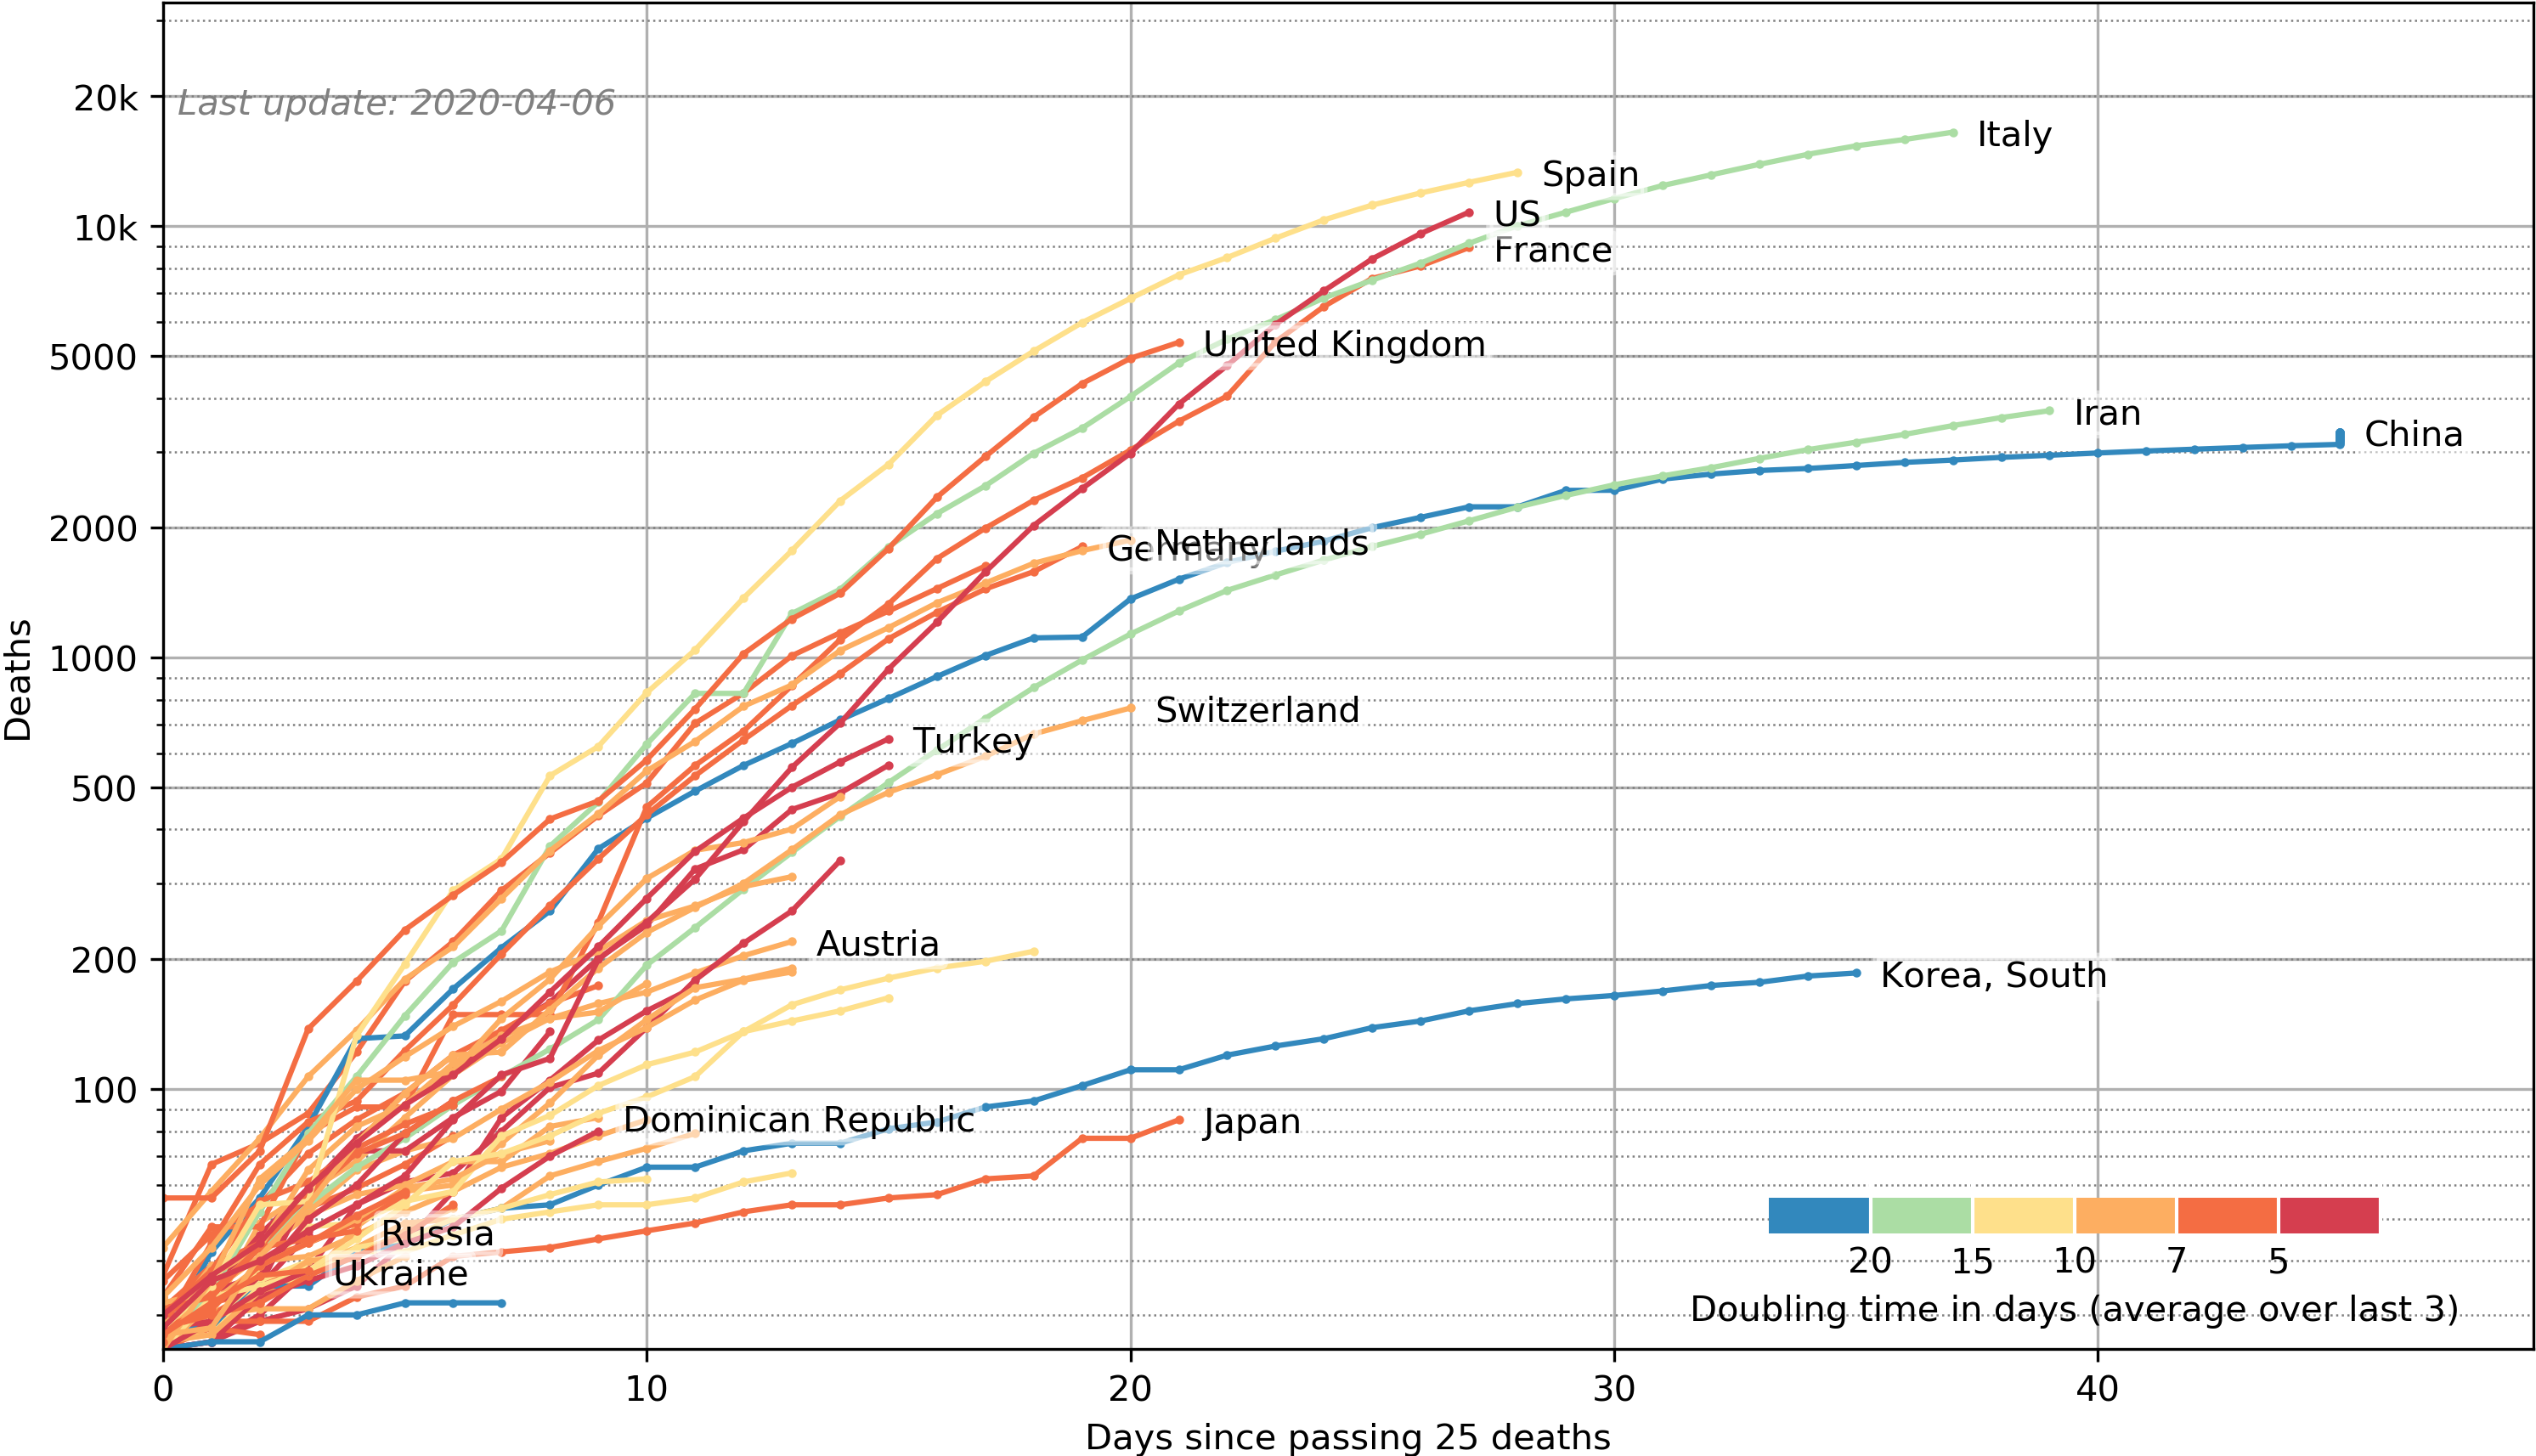 20k
Last update: 2020-04-06
Italy
Spain
10k
US
France
5000
United Kingdom
Iran
China
2000
Germany
Netherlands
1000
Deaths
Switzerland
Turkey
500
200
Austria
Korea, South
100
Dominican Republic
Japan
Russia
Ukraine
20 15 10 7 5
Doubling time in days (average over last 3)
0 10 20 30 40
Days since passing 25 deaths